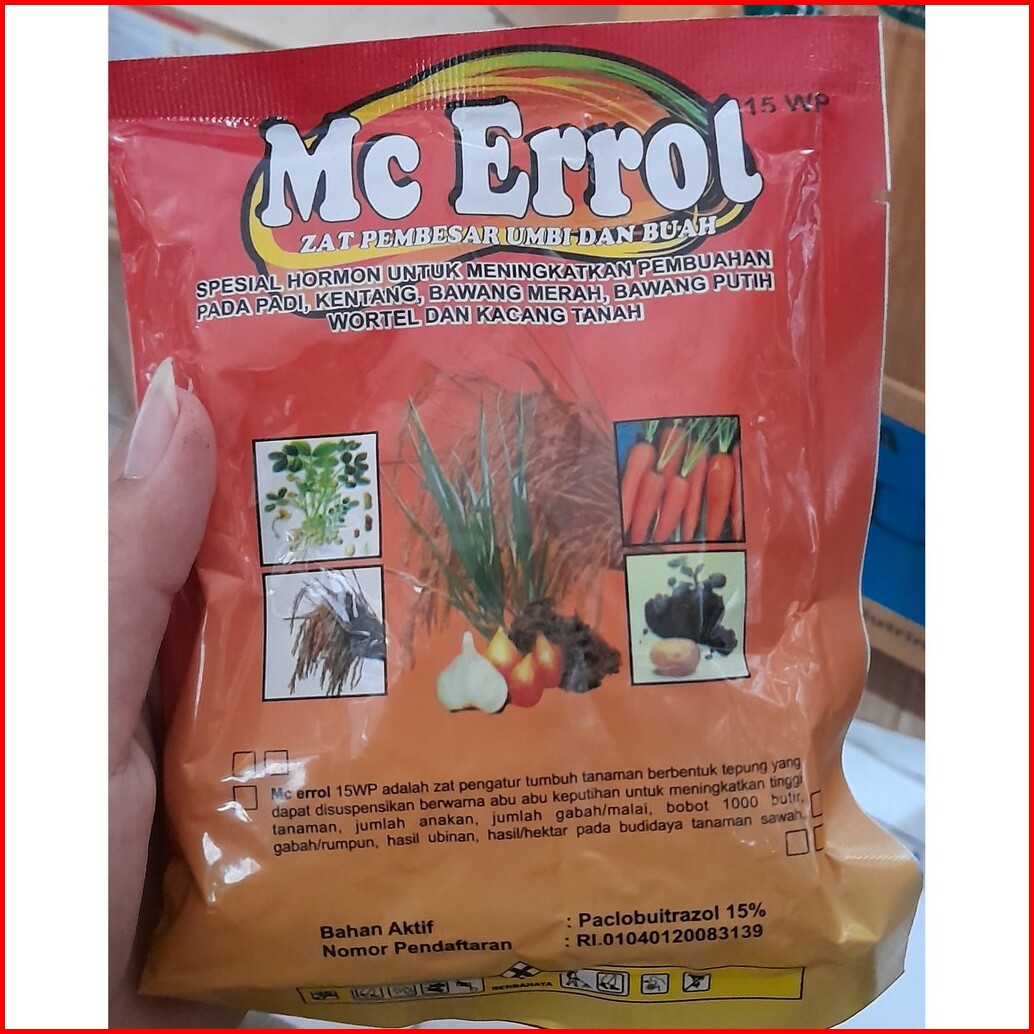 Mc Errol
15 WP
ZAT PEMBESAR UMBI DAN BUAH
SPESIAL HORMON UNTUK MENINGKATKAN PEMBUAHAN
PADA PADI, KENTANG, BAWANG MERAH, BAWANG PUTIH
WORTEL DAN KACANG TANAH
Mc errol 15WP adalah zat pengatur tumbuh tanaman berbentuk tepung yang
dapat disuspensikan berwarna abu abu keputihan untuk meningkatkan tinggi
tanaman, jumlah anakan, jumlah gabah/malai, bobot 1000 butir,
gabah/rumpun, hasil ubinan, hasil/hektar pada budidaya tanaman sawah.
Bahan Aktif : Paclobuitrazol 15%
Nomor Pendaftaran : RI.01040120083139
BERBAHAYA